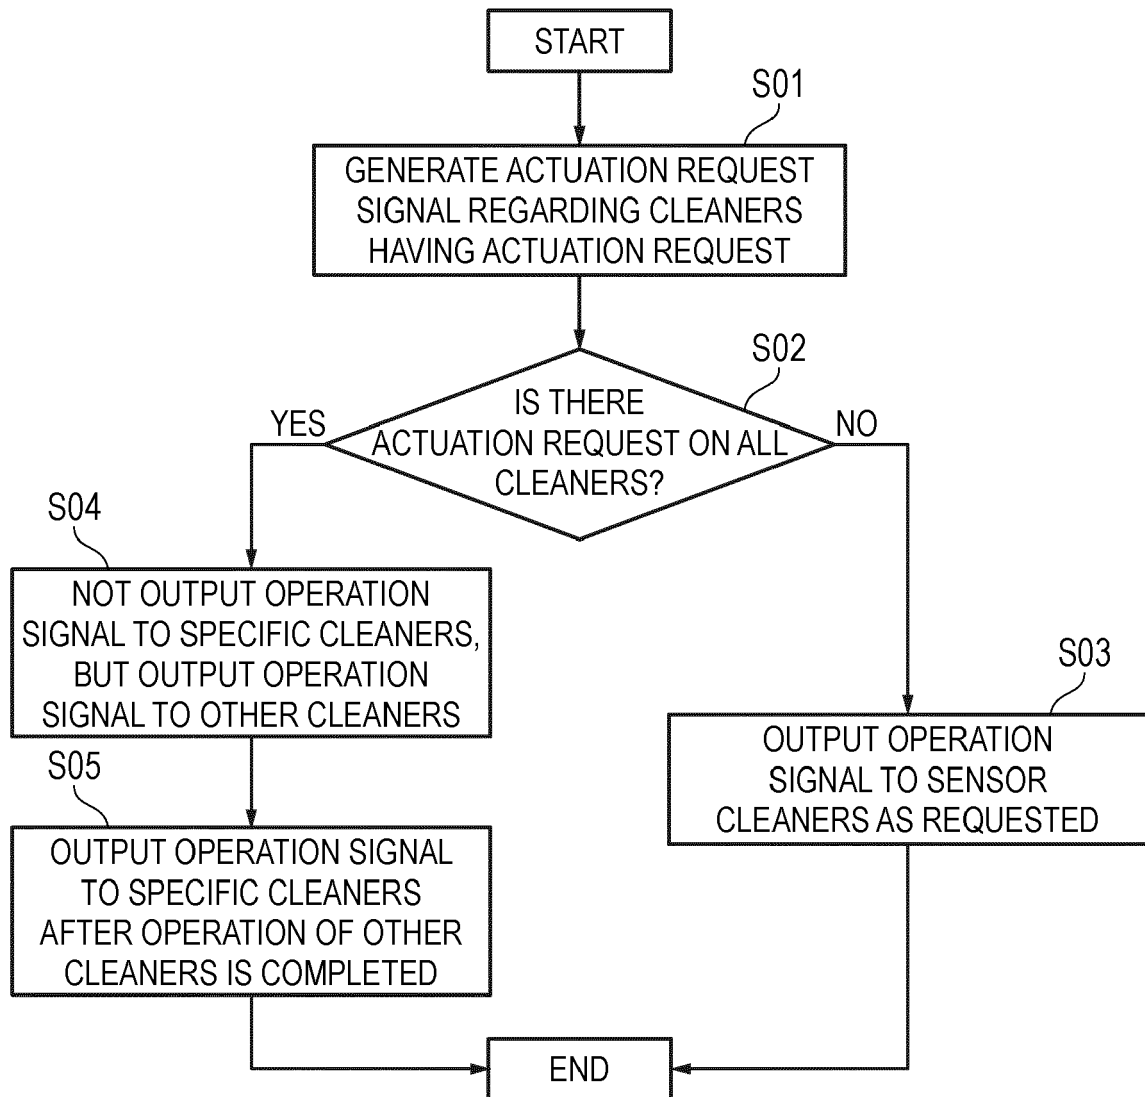 START
S01
GENERATE ACTUATION REQUEST
SIGNAL REGARDING CLEANERS
HAVING ACTUATION REQUEST
S02
IS THERE
ACTUATION REQUEST ON ALL
CLEANERS?
YES
NO
S04
NOT OUTPUT OPERATION
SIGNAL TO SPECIFIC CLEANERS,
BUT OUTPUT OPERATION
SIGNAL TO OTHER CLEANERS
S03
OUTPUT OPERATION
SIGNAL TO SENSOR
CLEANERS AS REQUESTED
S05
OUTPUT OPERATION SIGNAL
TO SPECIFIC CLEANERS
AFTER OPERATION OF OTHER
CLEANERS IS COMPLETED
END